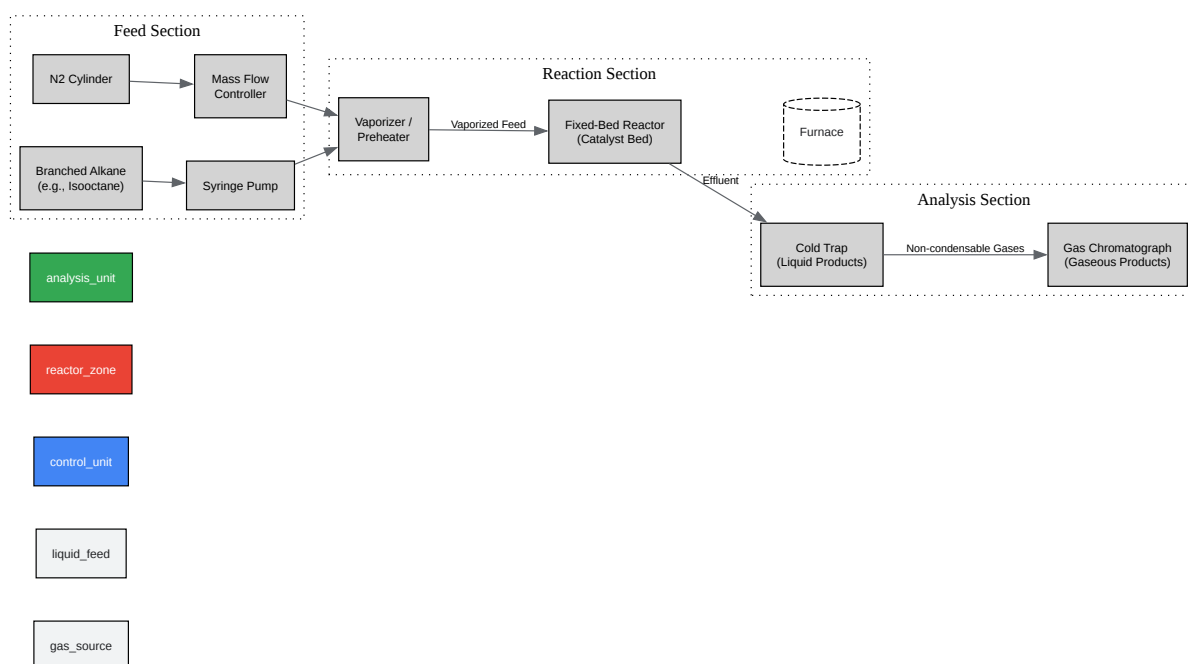 Feed Section
N2 Cylinder
Mass Flow
Controller
Branched Alkane
(e.g., Isooctane)
Syringe Pump
Reaction Section
Vaporizer /
Preheater
Vaporized Feed
Fixed-Bed Reactor
(Catalyst Bed)
Furnace
Effluent
Analysis Section
Cold Trap
(Liquid Products)
Non-condensable Gases
Gas Chromatograph
(Gaseous Products)
analysis_unit
reactor_zone
control_unit
liquid_feed
gas_source